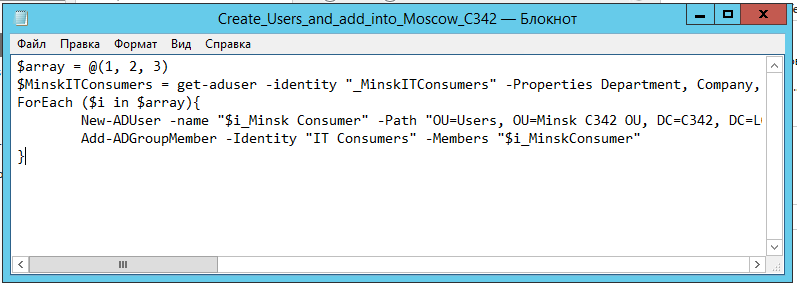 Create_Users_and_add_into_Moscow_C342 — Блокнот
Файл Правка Формат Вид Справка
$array = @(1, 2, 3)
$MinskITConsumers = get-aduser -identity "_MinskITConsumers" -Properties Department, Company,
ForEach ($i in $array){
New-ADUser -name "$i_Minsk Consumer" -Path "OU=Users, OU=Minsk C342 OU, DC=C342, DC=L
Add-ADGroupMember -Identity "IT Consumers" -Members "$i_MinskConsumer"
}